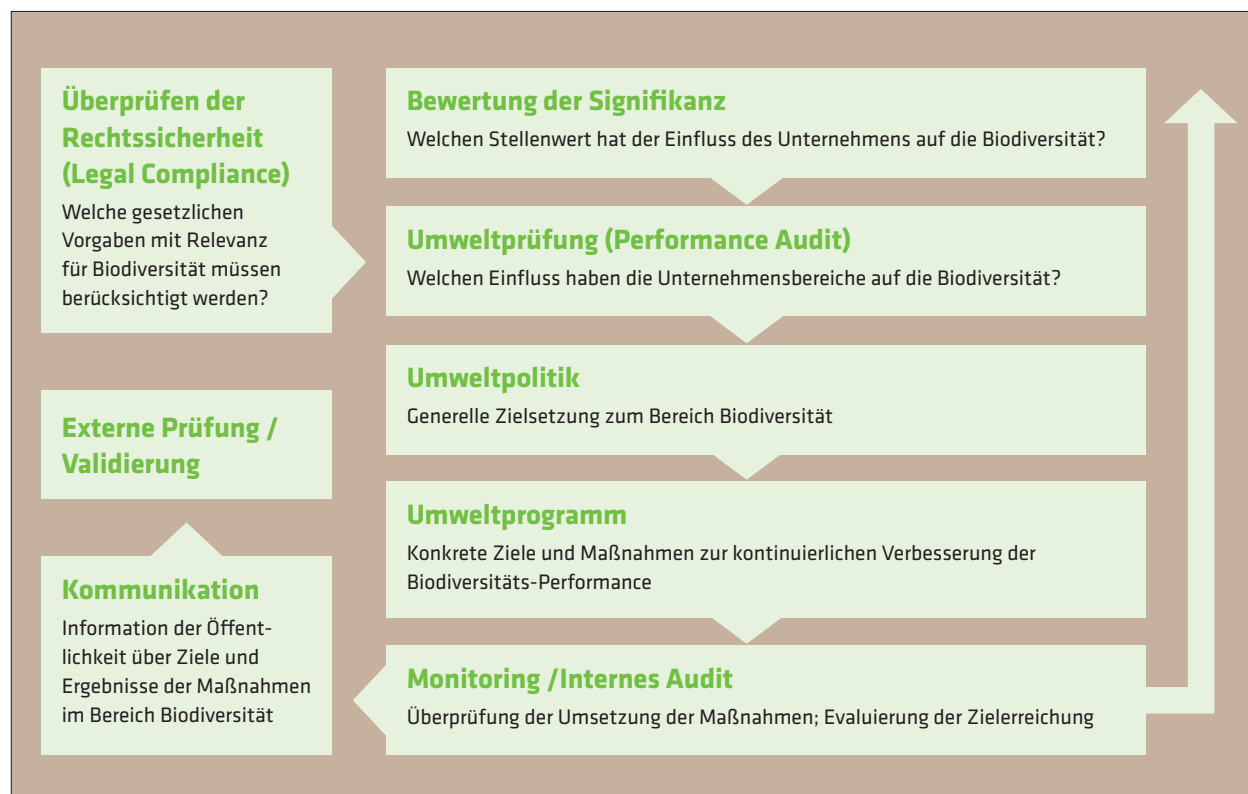 Überprüfen der
Rechtssicherheit
(Legal Compliance)
Welche gesetzlichen
Vorgaben mit Relevanz
für Biodiversität müssen
berücksichtigt werden?
Bewertung der Signifikanz
Welchen Stellenwert hat der Einfluss des Unternehmens auf die Biodiversität?
Umweltprüfung (Performance Audit)
Welchen Einfluss haben die Unternehmensbereiche auf die Biodiversität?
Umweltpolitik
Generelle Zielsetzung zum Bereich Biodiversität
Umweltprogramm
Konkrete Ziele und Maßnahmen zur kontinuierlichen Verbesserung der
Biodiversitäts-Performance
Monitoring /Internes Audit
Überprüfung der Umsetzung der Maßnahmen; Evaluierung der Zielerreichung
Kommunikation
Information der Öffent-
lichkeit über Ziele und
Ergebnisse der Maßnahmen
im Bereich Biodiversität
Externe Prüfung /
Validierung